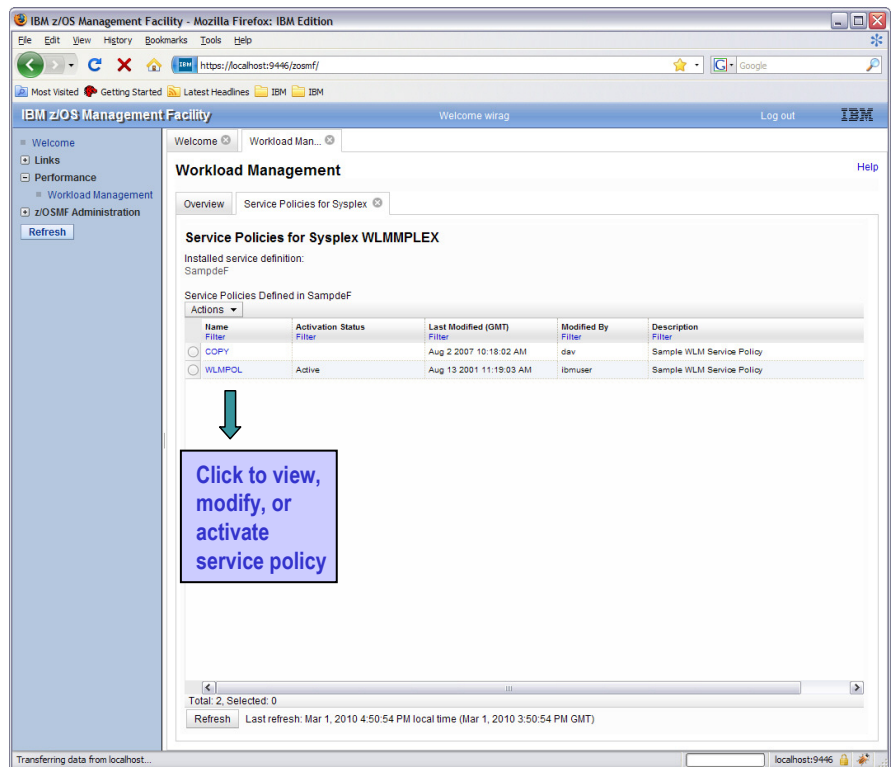 IBM z/OS Management Facility - Mozilla Firefox: IBM Edition
File Edit View History Bookmarks Tools Help
IBM https://localhost:9446/zosmf/ G Google
Most Visited Getting Started Latest Headlines IBM IBM
IBM z/OS Management Facility Welcome wirag Log out IBM
Welcome
Links
Performance
Workload Management
z/OSMF Administration
Refresh
Welcome Workload Man...
Workload Management Help
Overview Service Policies for Sysplex
Service Policies for Sysplex WLMMPLEX
Installed service definition:
SampdeF
Service Policies Defined in SampdeF
Actions
Name Activation Status Last Modified (GMT) Modified By Description
Filter Filter Filter Filter Filter
COPY Aug 2 2007 10:18:02 AM dav Sample WLM Service Policy
WLMPOL Active Aug 13 2001 11:19:03 AM ibmuser Sample WLM Service Policy
Click to view,
modify, or
activate
service policy
Total: 2, Selected: 0
Refresh Last refresh: Mar 1, 2010 4:50:54 PM local time (Mar 1, 2010 3:50:54 PM GMT)
Transferring data from localhost... localhost:9446